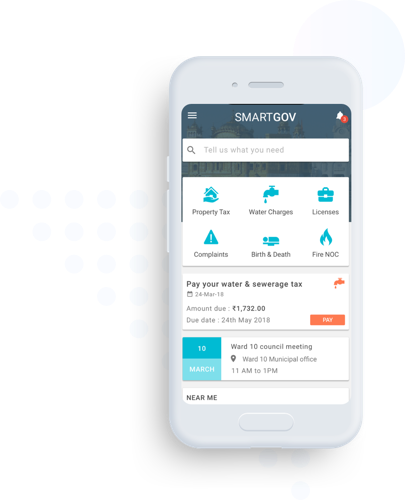 SMARTGOV
Tell us what you need
Property Tax Water Charges Licenses
Complaints Birth & Death Fire NOC
Pay your water & sewerage tax
24-Mar-18
Amount due : ₹1,732.00
Due date : 24th May 2018
PAY
10
MARCH
Ward 10 council meeting
Ward 10 Municipal office
11 AM to 1PM
NEAR ME